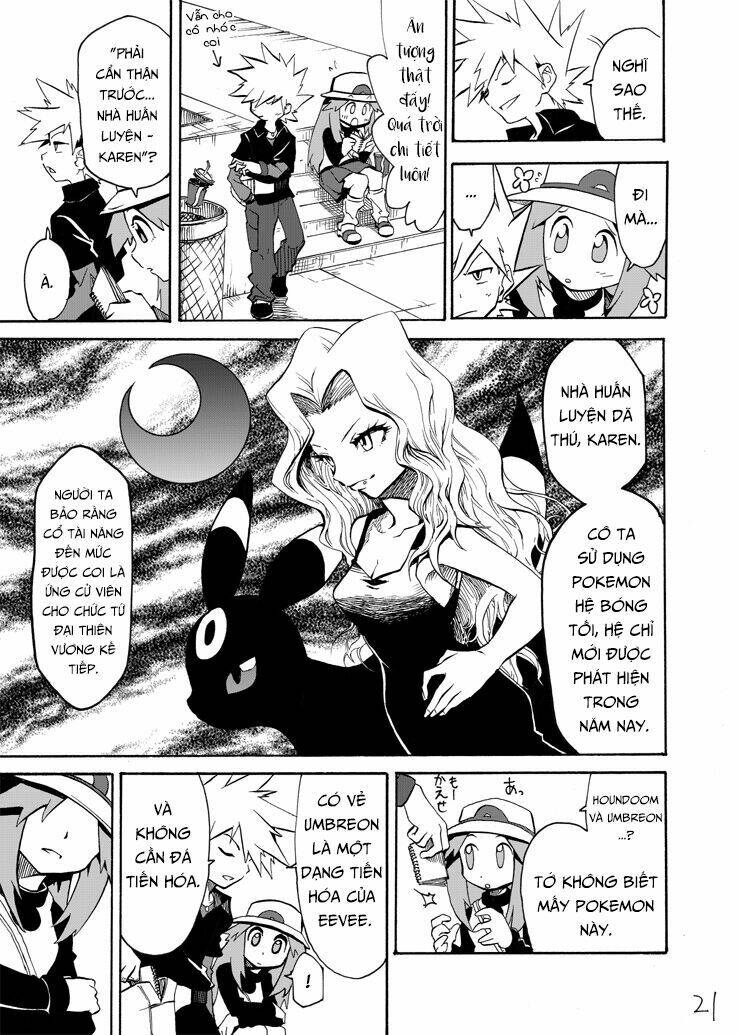 NGHĨ
SAO
THẾ.
ĐI
MÀ...
...
Ân
tượng
thật
đấy!
Quá trời
chi tiết
luôn!
Vẫn cho
cô nhóc
coi
"PHẢI
CẨN THẬN
TRƯỚC...
NHÀ HUẤN
LUYỆN -
KAREN"?
À.
NHÀ HUẤN
LUYỆN DÃ
THÚ, KAREN.
CÔ TA
SỬ DỤNG
POKEMON
HỆ BÓNG
TỐI, HỆ CHỈ
MỚI ĐƯỢC
PHÁT HIỆN
TRONG
NĂM NAY.
NGƯỜI TA
BẢO RẰNG
CỔ TÀI NĂNG
ĐẾN MỨC
ĐƯỢC COI LÀ
ỨNG CỬ VIÊN
CHO CHỨC TỨ
ĐẠI THIÊN
VƯƠNG KẾ
TIẾP.
HOUNDOOM
VÀ UMBREON
...?
TỚ KHÔNG BIẾT
MẤY POKEMON
NÀY.
あっ
もー
かえせ
CÓ VẺ
UMBREON
LÀ MỘT
DẠNG TIẾN
HÓA CỦA
EEVEE.
!
VÀ
KHÔNG
CẦN ĐÁ
TIẾN HÓA.
21